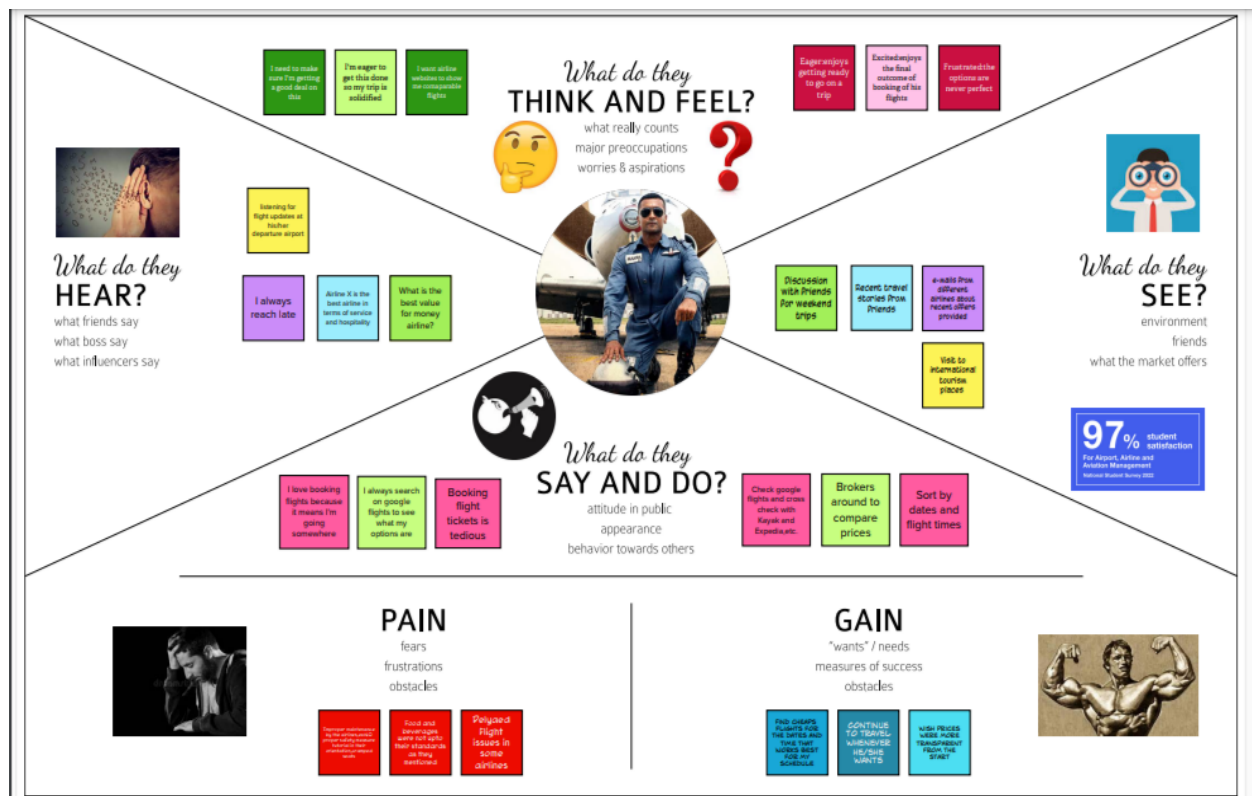 What do they
THINK AND FEEL?
what really counts
major preoccupations
worries & aspirations
I need to make
sure I'm getting
a good deal on
this
I'm eager to
get this done
so my trip is
solidified
I want airline
websites to show
me comaparable
flights
Eager:enjoys
getting ready
to go on a
trip
Excited:enjoys
the final
outcome of
booking of his
flights
Frustrated:the
options are
never perfect
What do they
HEAR?
what friends say
what boss say
what influencers say
listening for
flight updates at
his/her
departure airport
I always
reach late
Airline X is the
best airline in
terms of service
and hospitality
What is the
best value
for money
airline?
What do they
SEE?
environment
friends
what the market offers
Discussion
with friends
for weekend
trips
Recent travel
stories from
friends
e-mails from
different
airlines about
recent offers
provided
Visit to
international
tourism
places
97% student
satisfaction
For Airport, Airline and
Aviation Management
National Student Survey 2022
What do they
SAY AND DO?
attitude in public
appearance
behavior towards others
I love booking
flights because
it means I'm
going
somewhere
I always search
on google
flights to see
what my
options are
Booking
flight
tickets is
tedious
Check google
flights and cross
check with
Kayak and
Expedia,etc.
Brokers
around to
compare
prices
Sort by
dates and
flight times
PAIN
fears
frustrations
obstacles
Food and
beverages
were not upto
their standards
as they
mentioned
Delyaed
flight
issues in
some
airlines
GAIN
"wants" / needs
measures of success
obstacles
FIND CHEAPS
FLIGHTS FOR
THE DATES AND
TIME THAT
WORKS BEST
FOR MY
SCHEDULE
CONTINUE
TO TRAVEL
WHENEVER
HE/SHE
WANTS
WISH PRICES
WERE MORE
TRANSPARENT
FROM THE
START